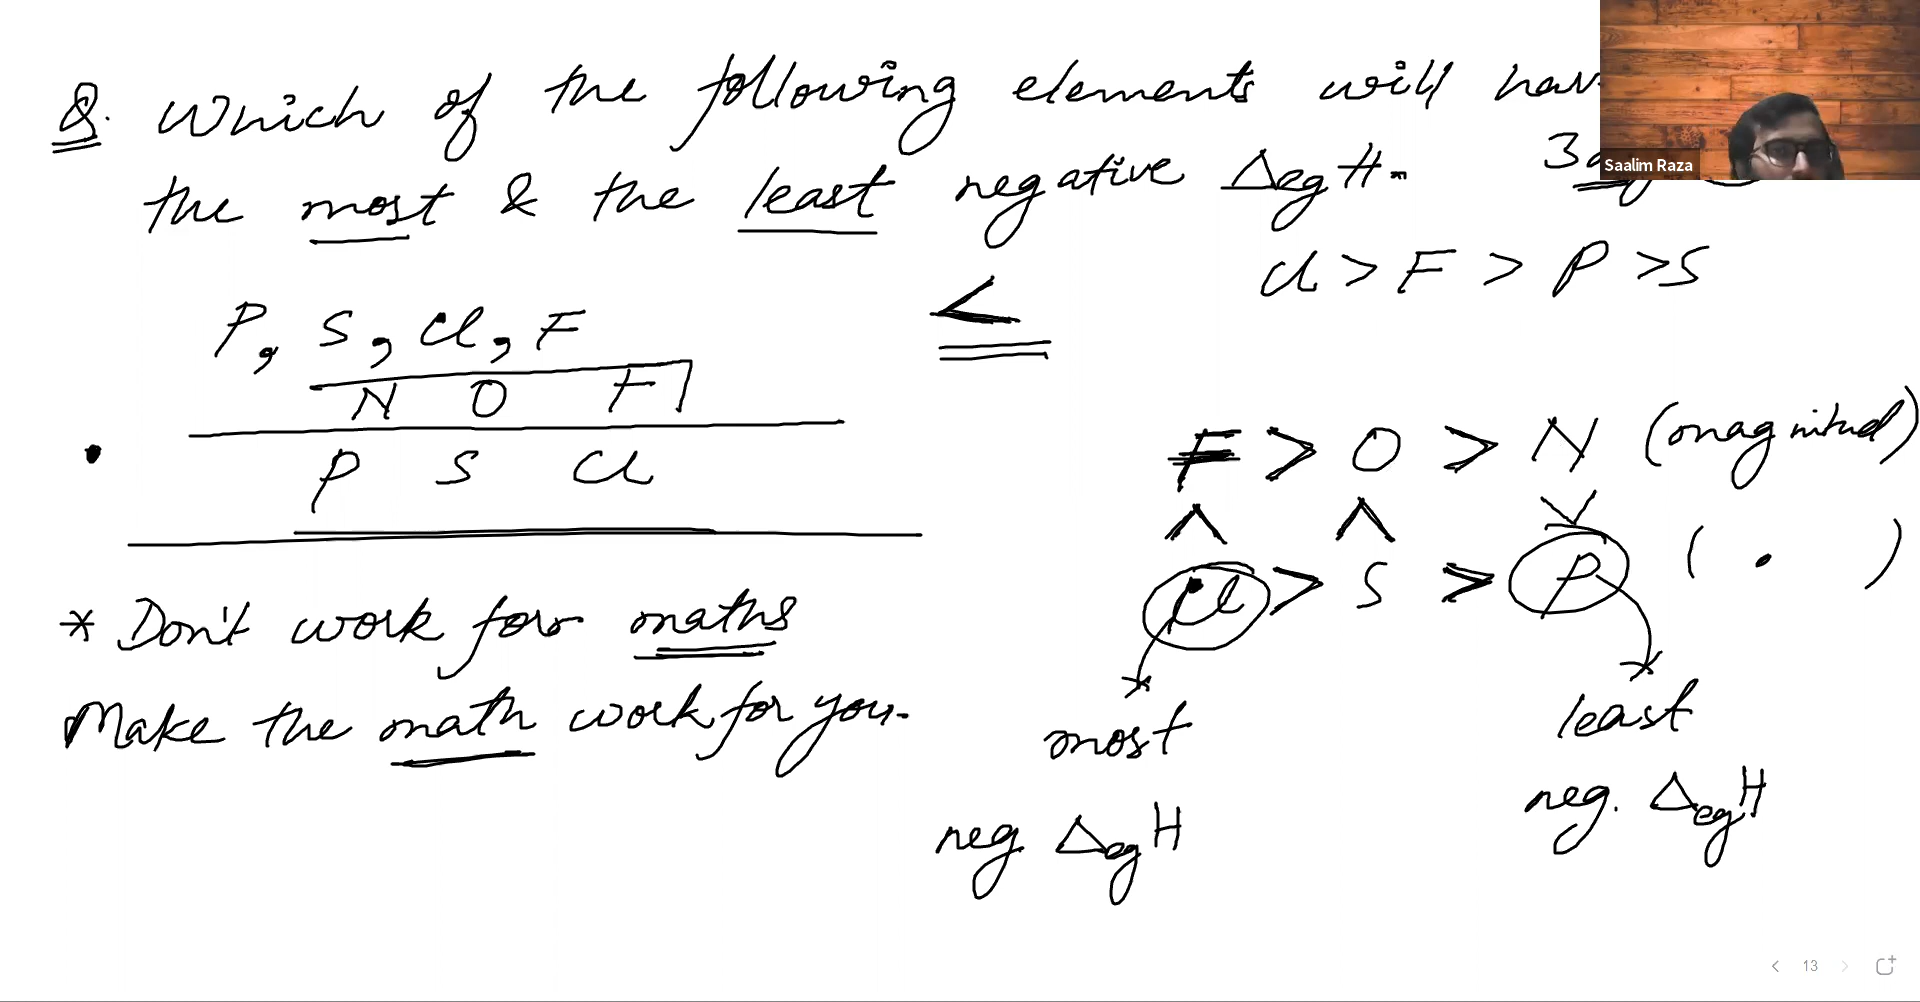 Q. Which of the following elements will hav
the most & the least negative ΔegH.
Saalim Raza
Cl > F > P > S
P, S, Cl, F
<
N O F
P S Cl
F > O > N (magnitud)
∧ ∧ ∨
Cl > S > P ( . )
* Don't work for maths
Make the math work for you.
most
neg ΔegH
least
neg. ΔegH
13